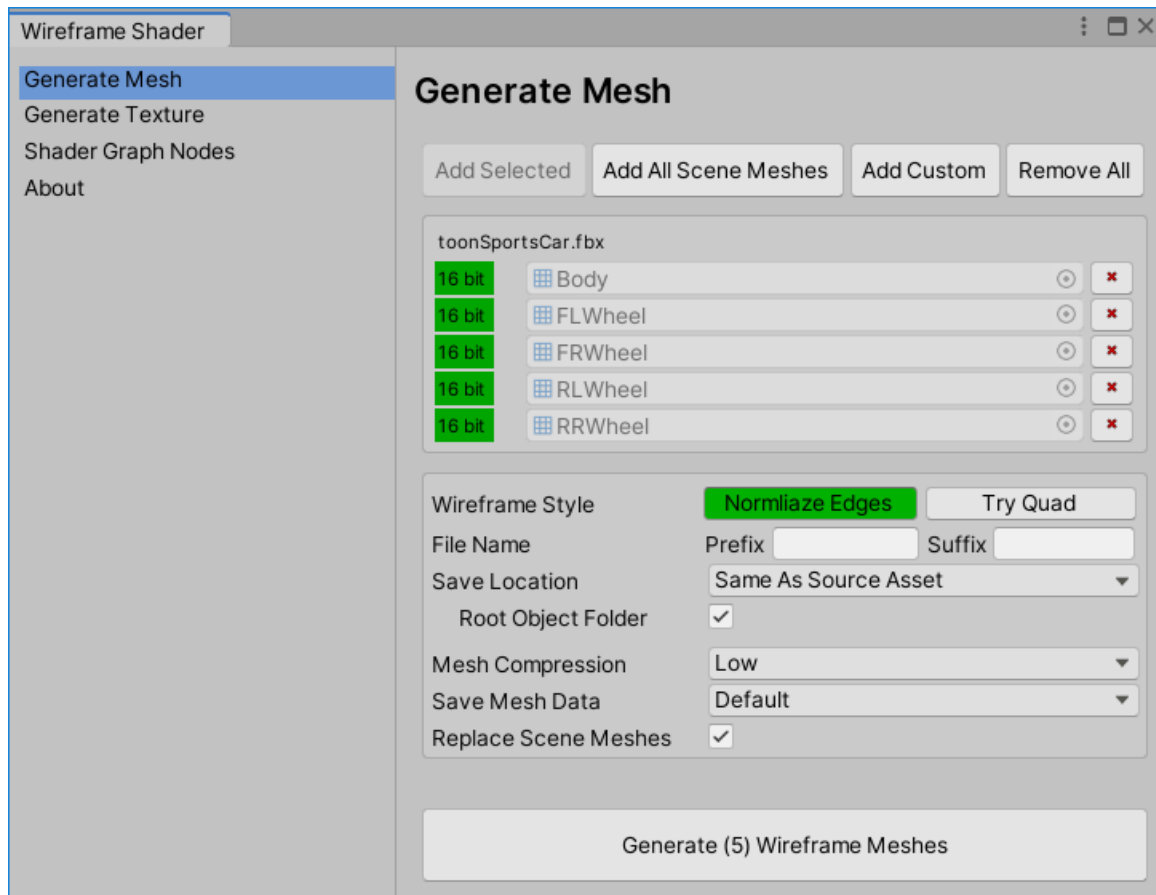 Wireframe Shader
Generate Mesh
Generate Texture
Shader Graph Nodes
About
Generate Mesh
Add Selected Add All Scene Meshes Add Custom Remove All
toonSportsCar.fbx
16 bit Body
16 bit FLWheel
16 bit FRWheel
16 bit RLWheel
16 bit RRWheel
Wireframe Style Normliaze Edges Try Quad
File Name Prefix Suffix
Save Location Same As Source Asset
Root Object Folder
Mesh Compression Low
Save Mesh Data Default
Replace Scene Meshes
Generate (5) Wireframe Meshes